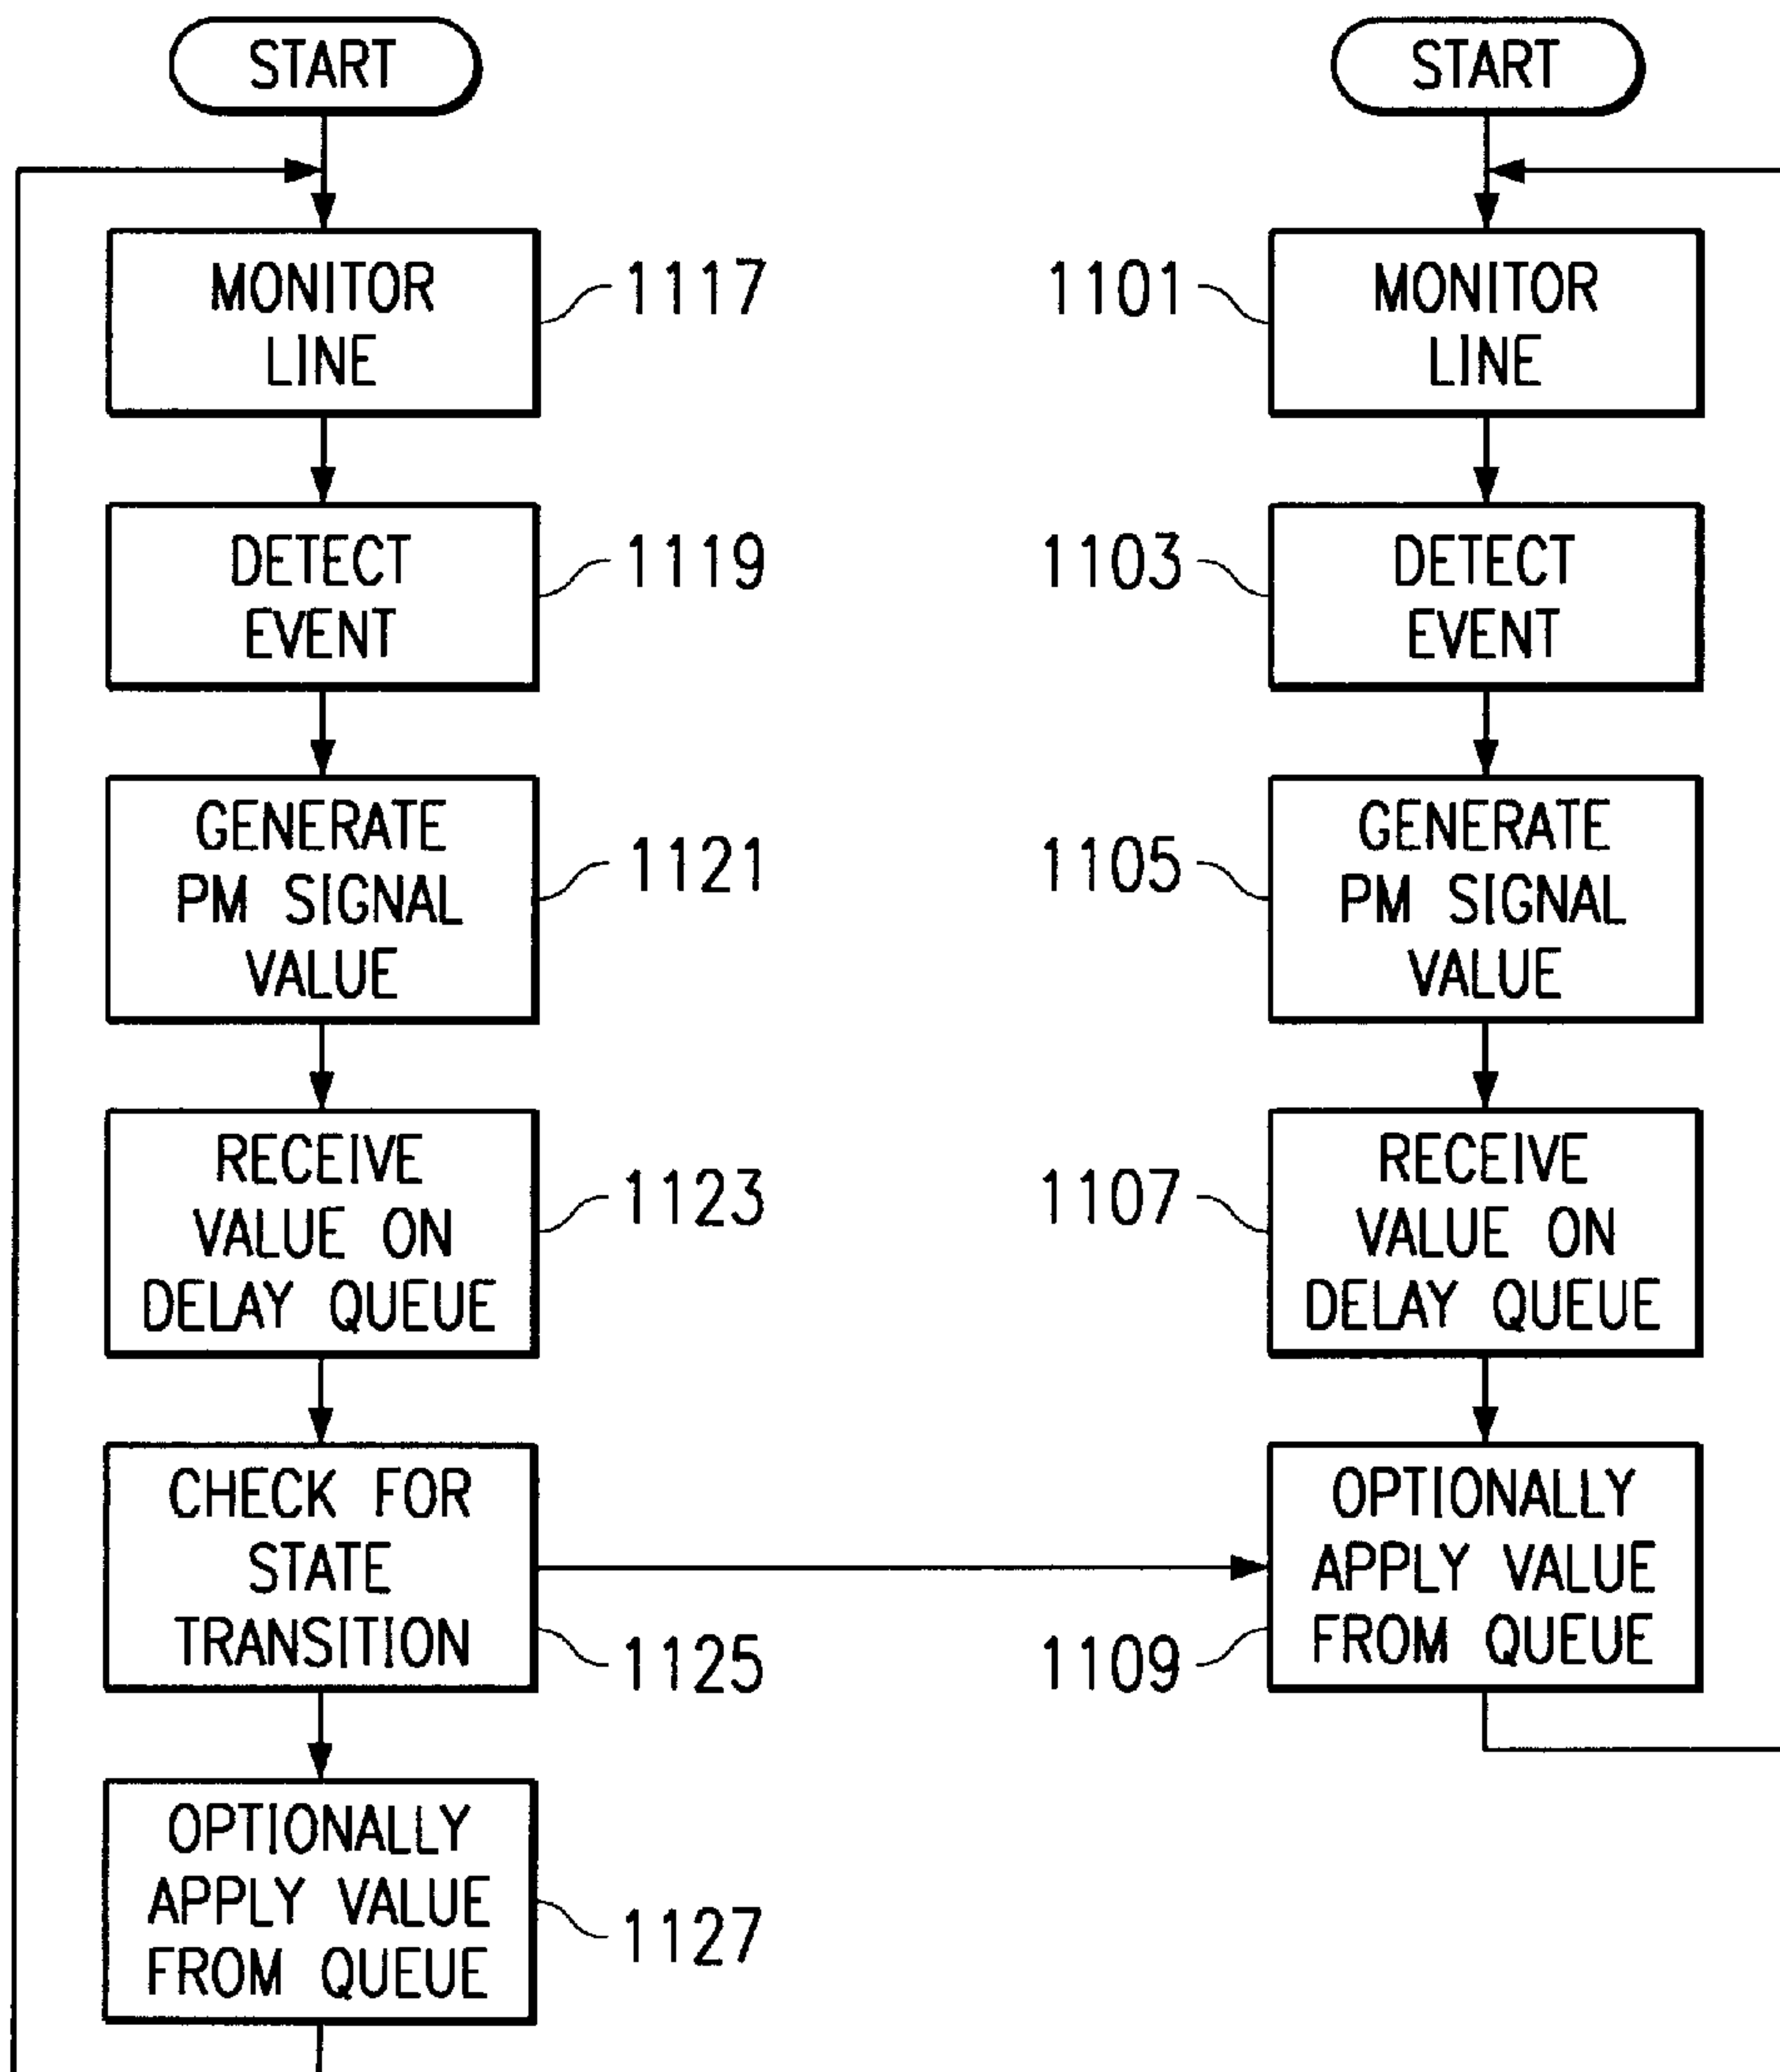 START
MONITOR
LINE
1117
DETECT
EVENT
1119
GENERATE
PM SIGNAL
VALUE
1121
RECEIVE
VALUE ON
DELAY QUEUE
1123
CHECK FOR
STATE
TRANSITION
1125
OPTIONALLY
APPLY VALUE
FROM QUEUE
1127
START
1101
MONITOR
LINE
1103
DETECT
EVENT
1105
GENERATE
PM SIGNAL
VALUE
1107
RECEIVE
VALUE ON
DELAY QUEUE
1109
OPTIONALLY
APPLY VALUE
FROM QUEUE